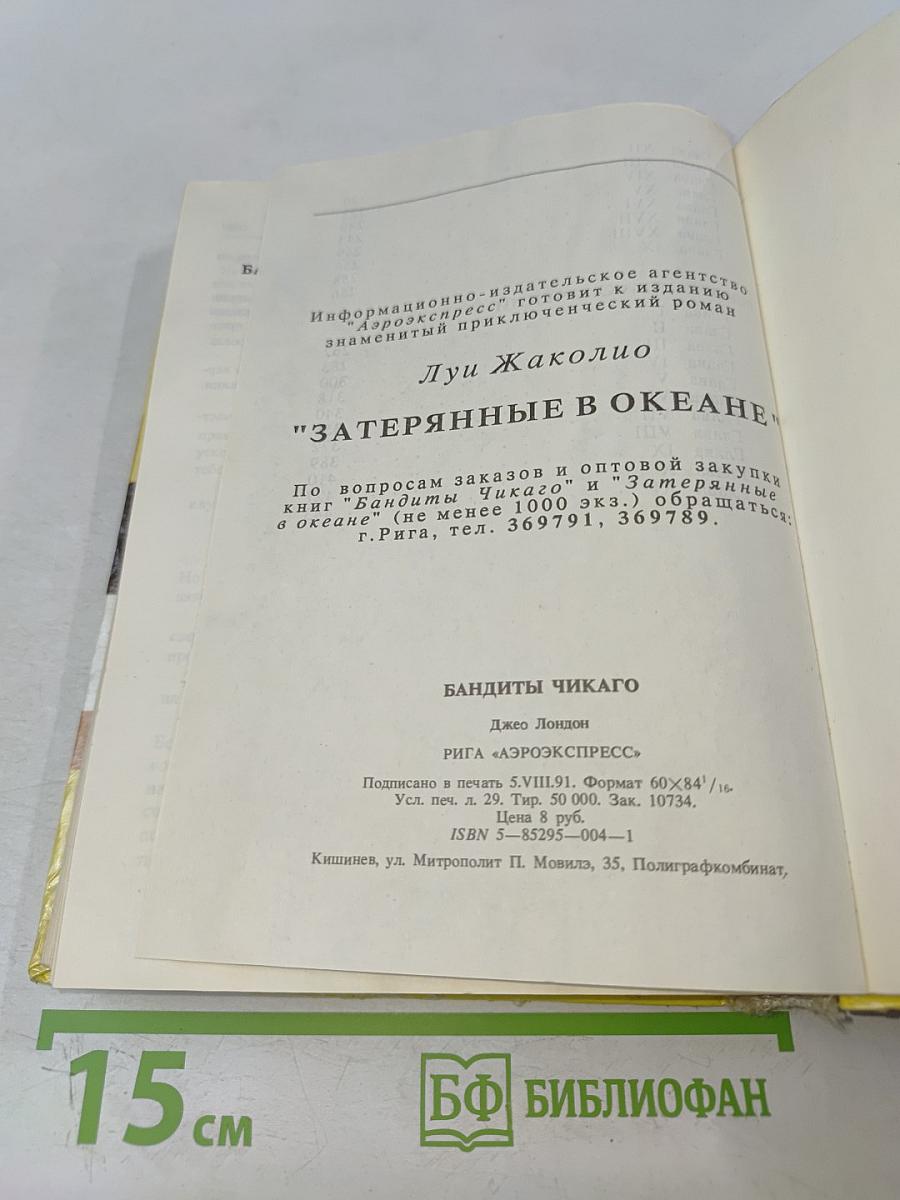 Информационно-издательское агентство
"Аэроэкспресс" готовит к изданию
знаменитый приключенческий роман
Луи Жаколио
"ЗАТЕРЯННЫЕ В ОКЕАНЕ"
По вопросам заказов и оптовой закупки
книг "Бандиты Чикаго" и "Затерянные
в океане" (не менее 1000 экз.) обращаться:
г.Рига, тел. 369791, 369789.
БАНДИТЫ ЧИКАГО
Джео Лондон
РИГА «АЭРОЭКСПРЕСС»
Подписано в печать 5.VIII.91. Формат 60×84¹/₁₆.
Усл. печ. л. 29. Тир. 50 000. Зак. 10734.
Цена 8 руб.
ISBN 5—85295—004—1
Кишинев, ул. Митрополит П. Мовилэ, 35, Полиграфкомбинат,
15 см
БФ БИБЛИОФАН